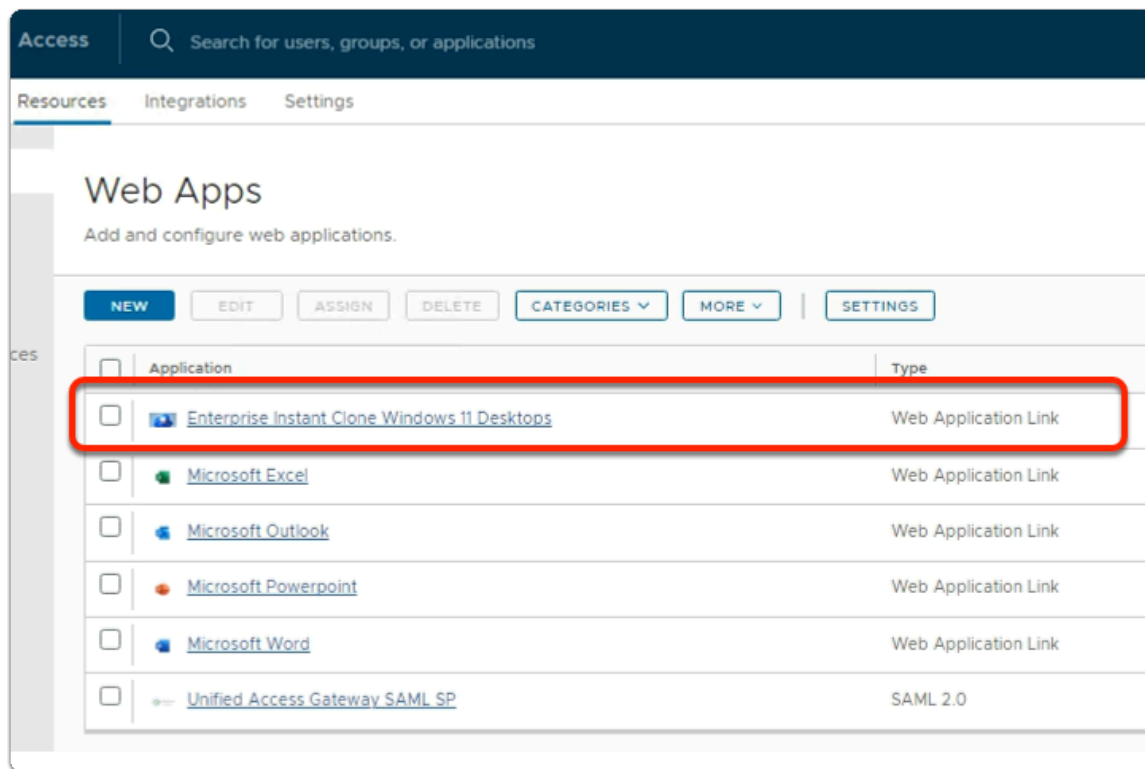 Access Search for users, groups, or applications
Resources Integrations Settings
Web Apps
Add and configure web applications.
NEW EDIT ASSIGN DELETE CATEGORIES MORE SETTINGS
ces
Application Type
Enterprise Instant Clone Windows 11 Desktops Web Application Link
Microsoft Excel Web Application Link
Microsoft Outlook Web Application Link
Microsoft Powerpoint Web Application Link
Microsoft Word Web Application Link
Unified Access Gateway SAML SP SAML 2.0